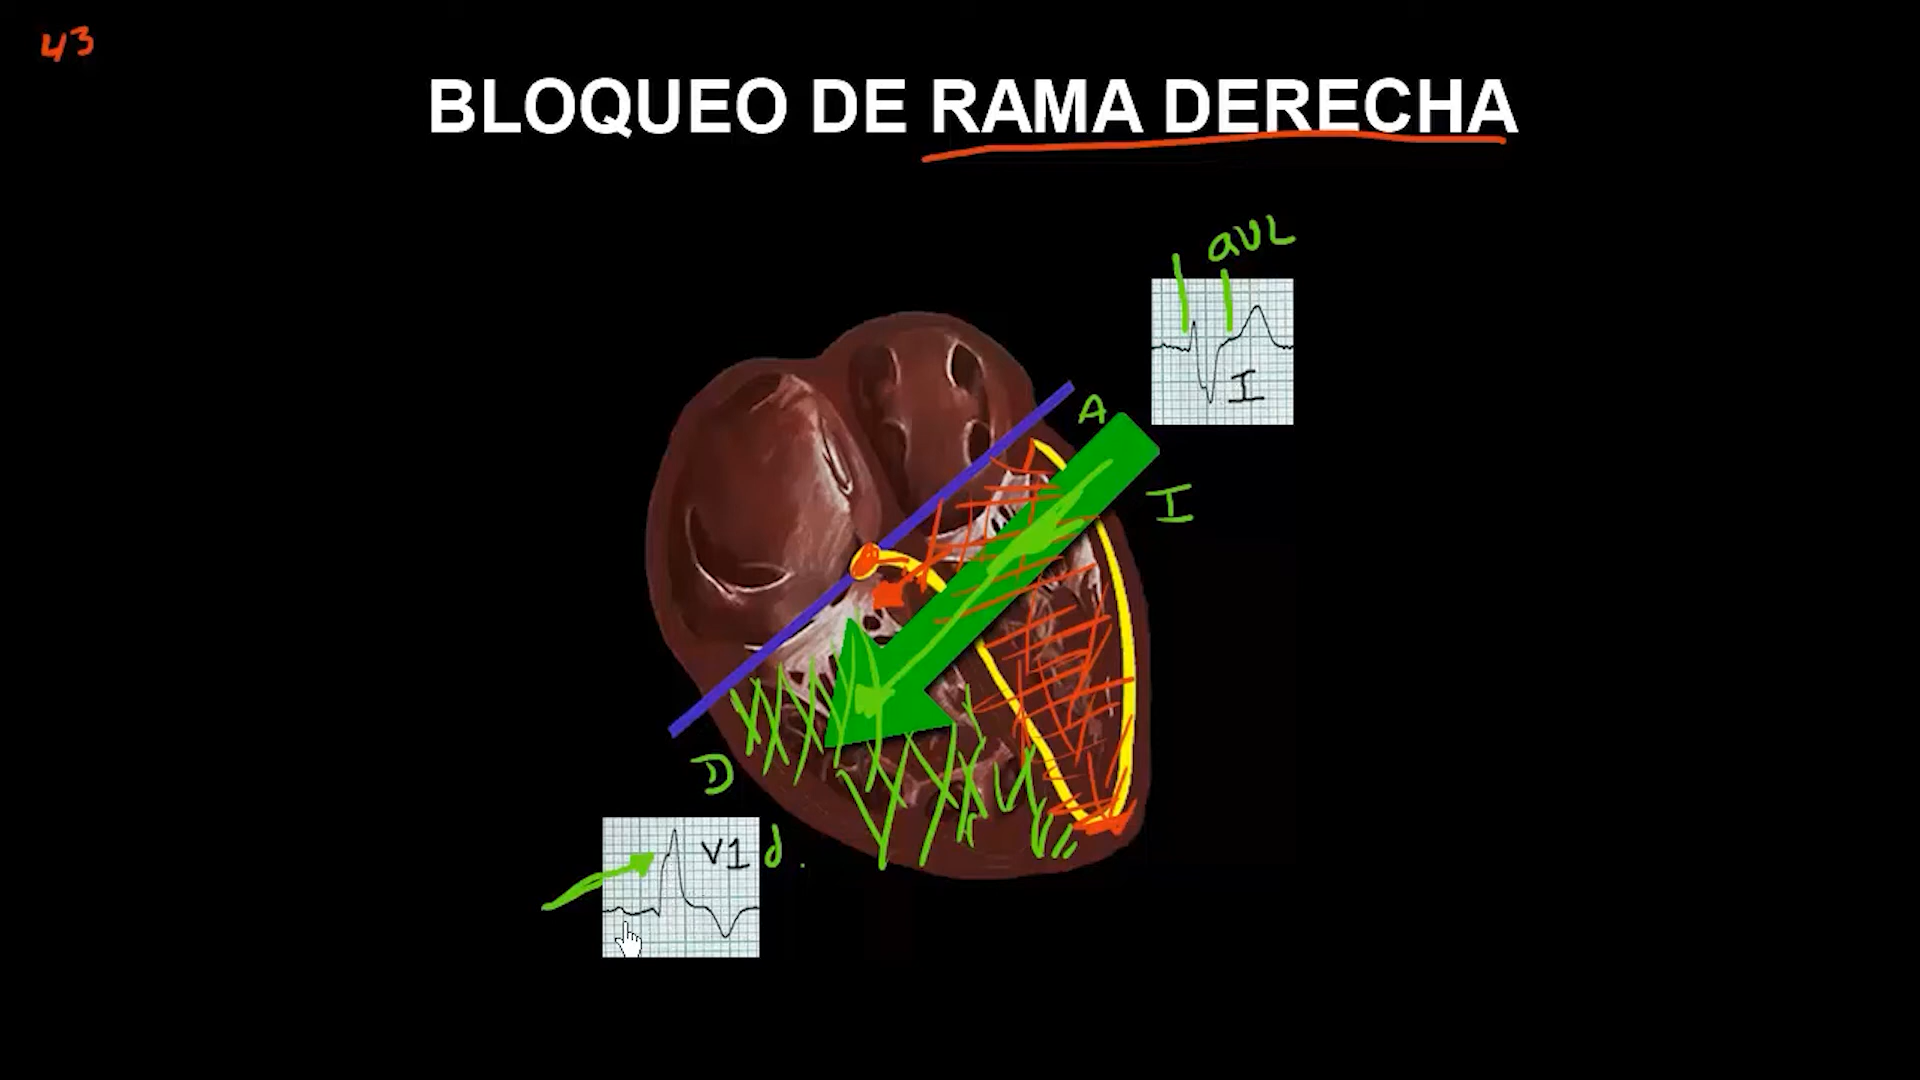 43
BLOQUEO DE RAMA DERECHA
aVL
I
A
I
D
V1 d.